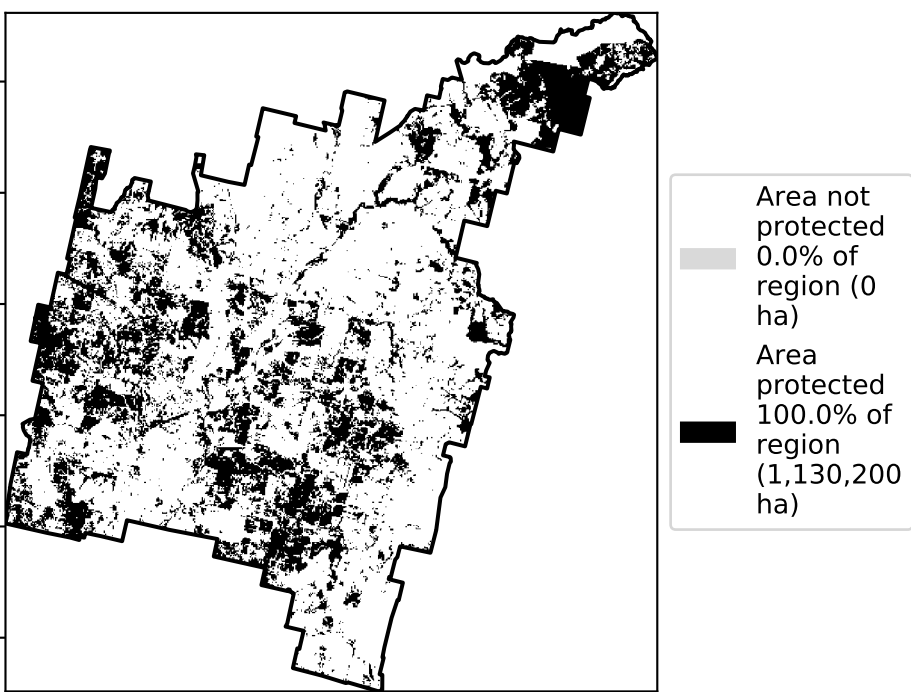 Area not
protected
0.0% of
region (0
ha)
Area
protected
100.0% of
region
(1,130,200
ha)